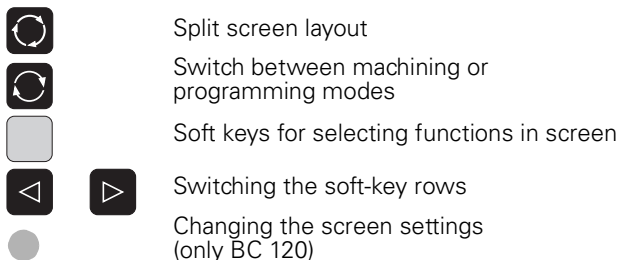 Split screen layout
Switch between machining or
programming modes
Soft keys for selecting functions in screen
Switching the soft-key rows
Changing the screen settings
(only BC 120)